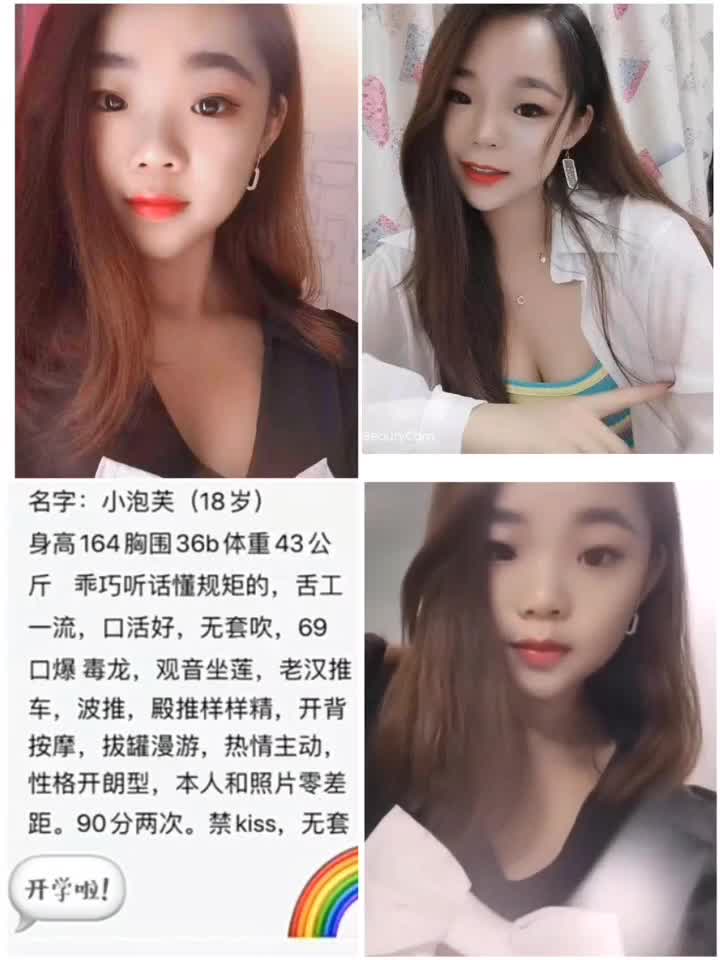 BeautyCam
名字：小泡芙（18岁）
身高164胸围36b体重43公
斤 乖巧听话懂规矩的，舌工
一流，口活好，无套吹，69
口爆 毒龙，观音坐莲，老汉推
车，波推，殿推样样精，开背
按摩，拔罐漫游，热情主动，
性格开朗型，本人和照片零差
距。90分两次。禁kiss，无套
开学啦！